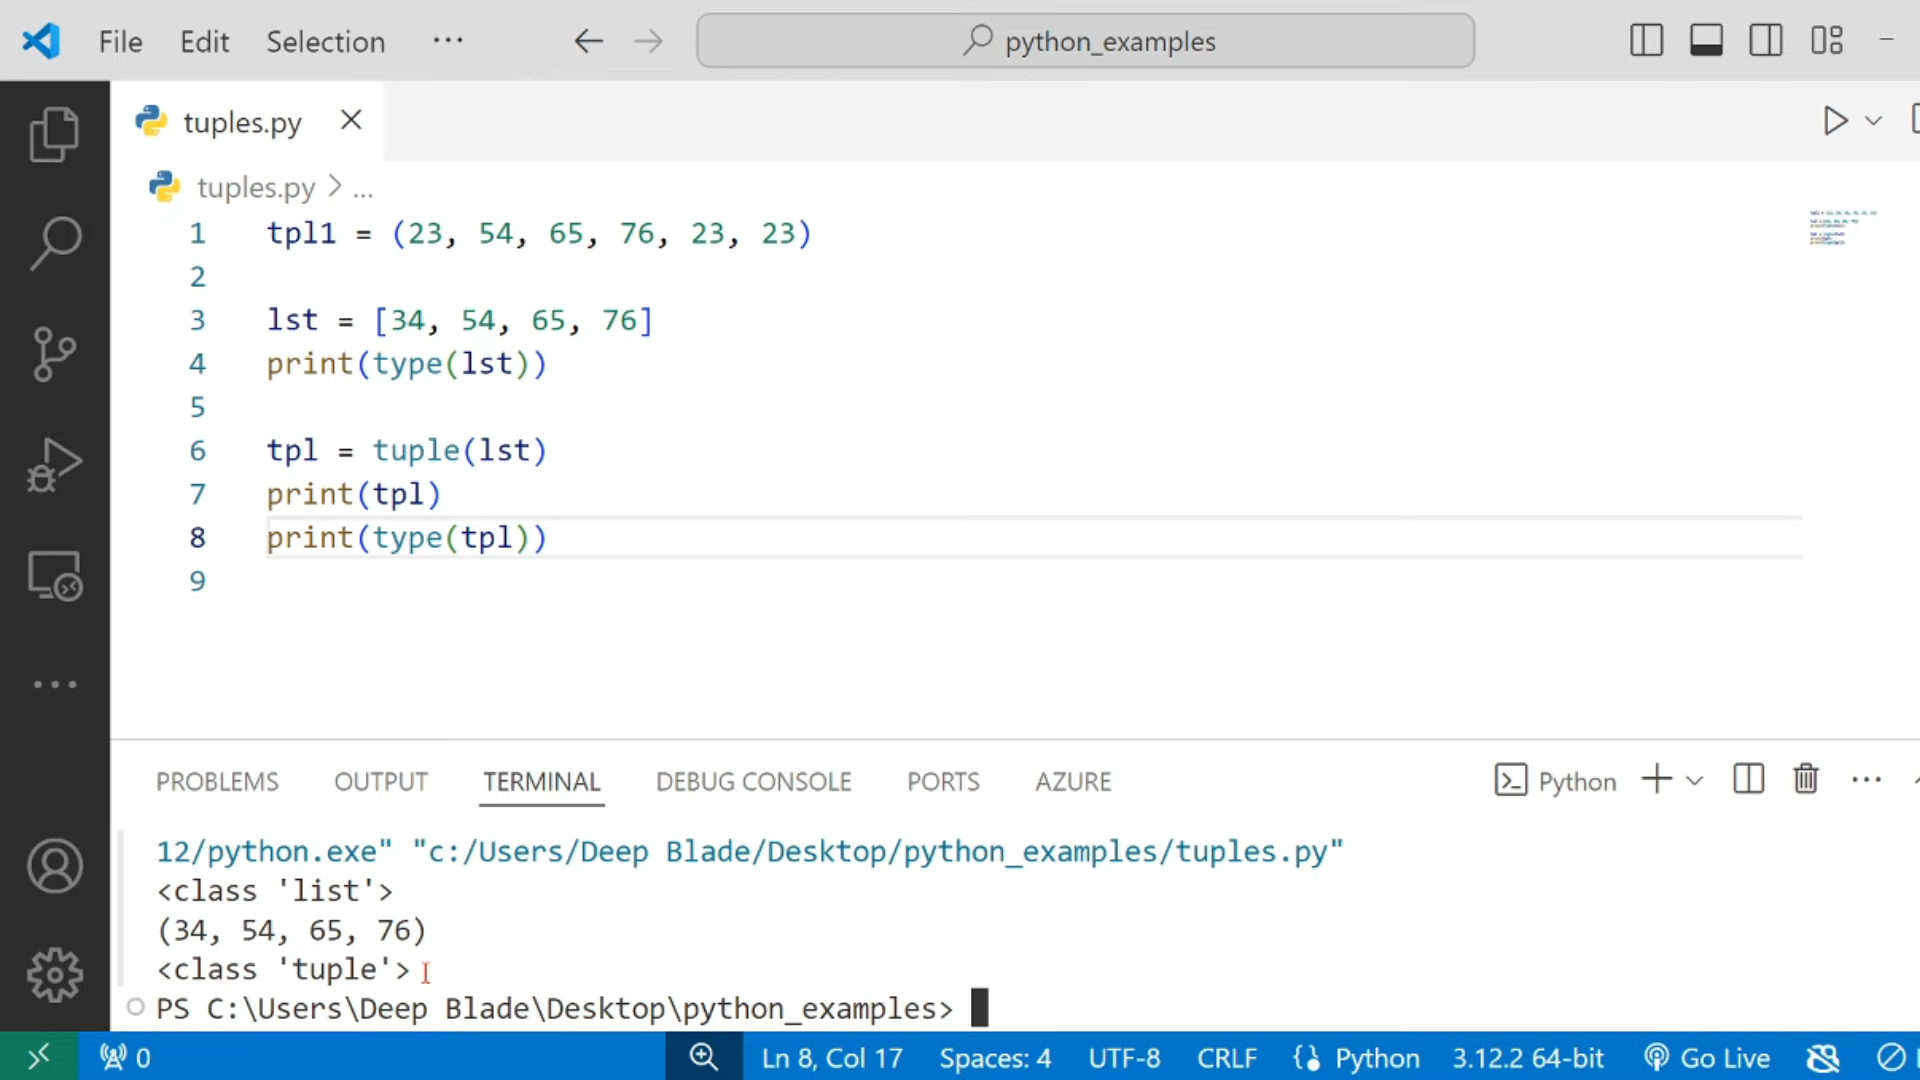 File Edit Selection ··· python_examples
tuples.py
tuples.py > ...
1 tpl1 = (23, 54, 65, 76, 23, 23)
2
3 lst = [34, 54, 65, 76]
4 print(type(lst))
5
6 tpl = tuple(lst)
7 print(tpl)
8 print(type(tpl))
9
PROBLEMS OUTPUT TERMINAL DEBUG CONSOLE PORTS AZURE Python
12/python.exe" "c:/Users/Deep Blade/Desktop/python_examples/tuples.py"
<class 'list'>
(34, 54, 65, 76)
<class 'tuple'>
PS C:\Users\Deep Blade\Desktop\python_examples>
0 Ln 8, Col 17 Spaces: 4 UTF-8 CRLF Python 3.12.2 64-bit Go Live